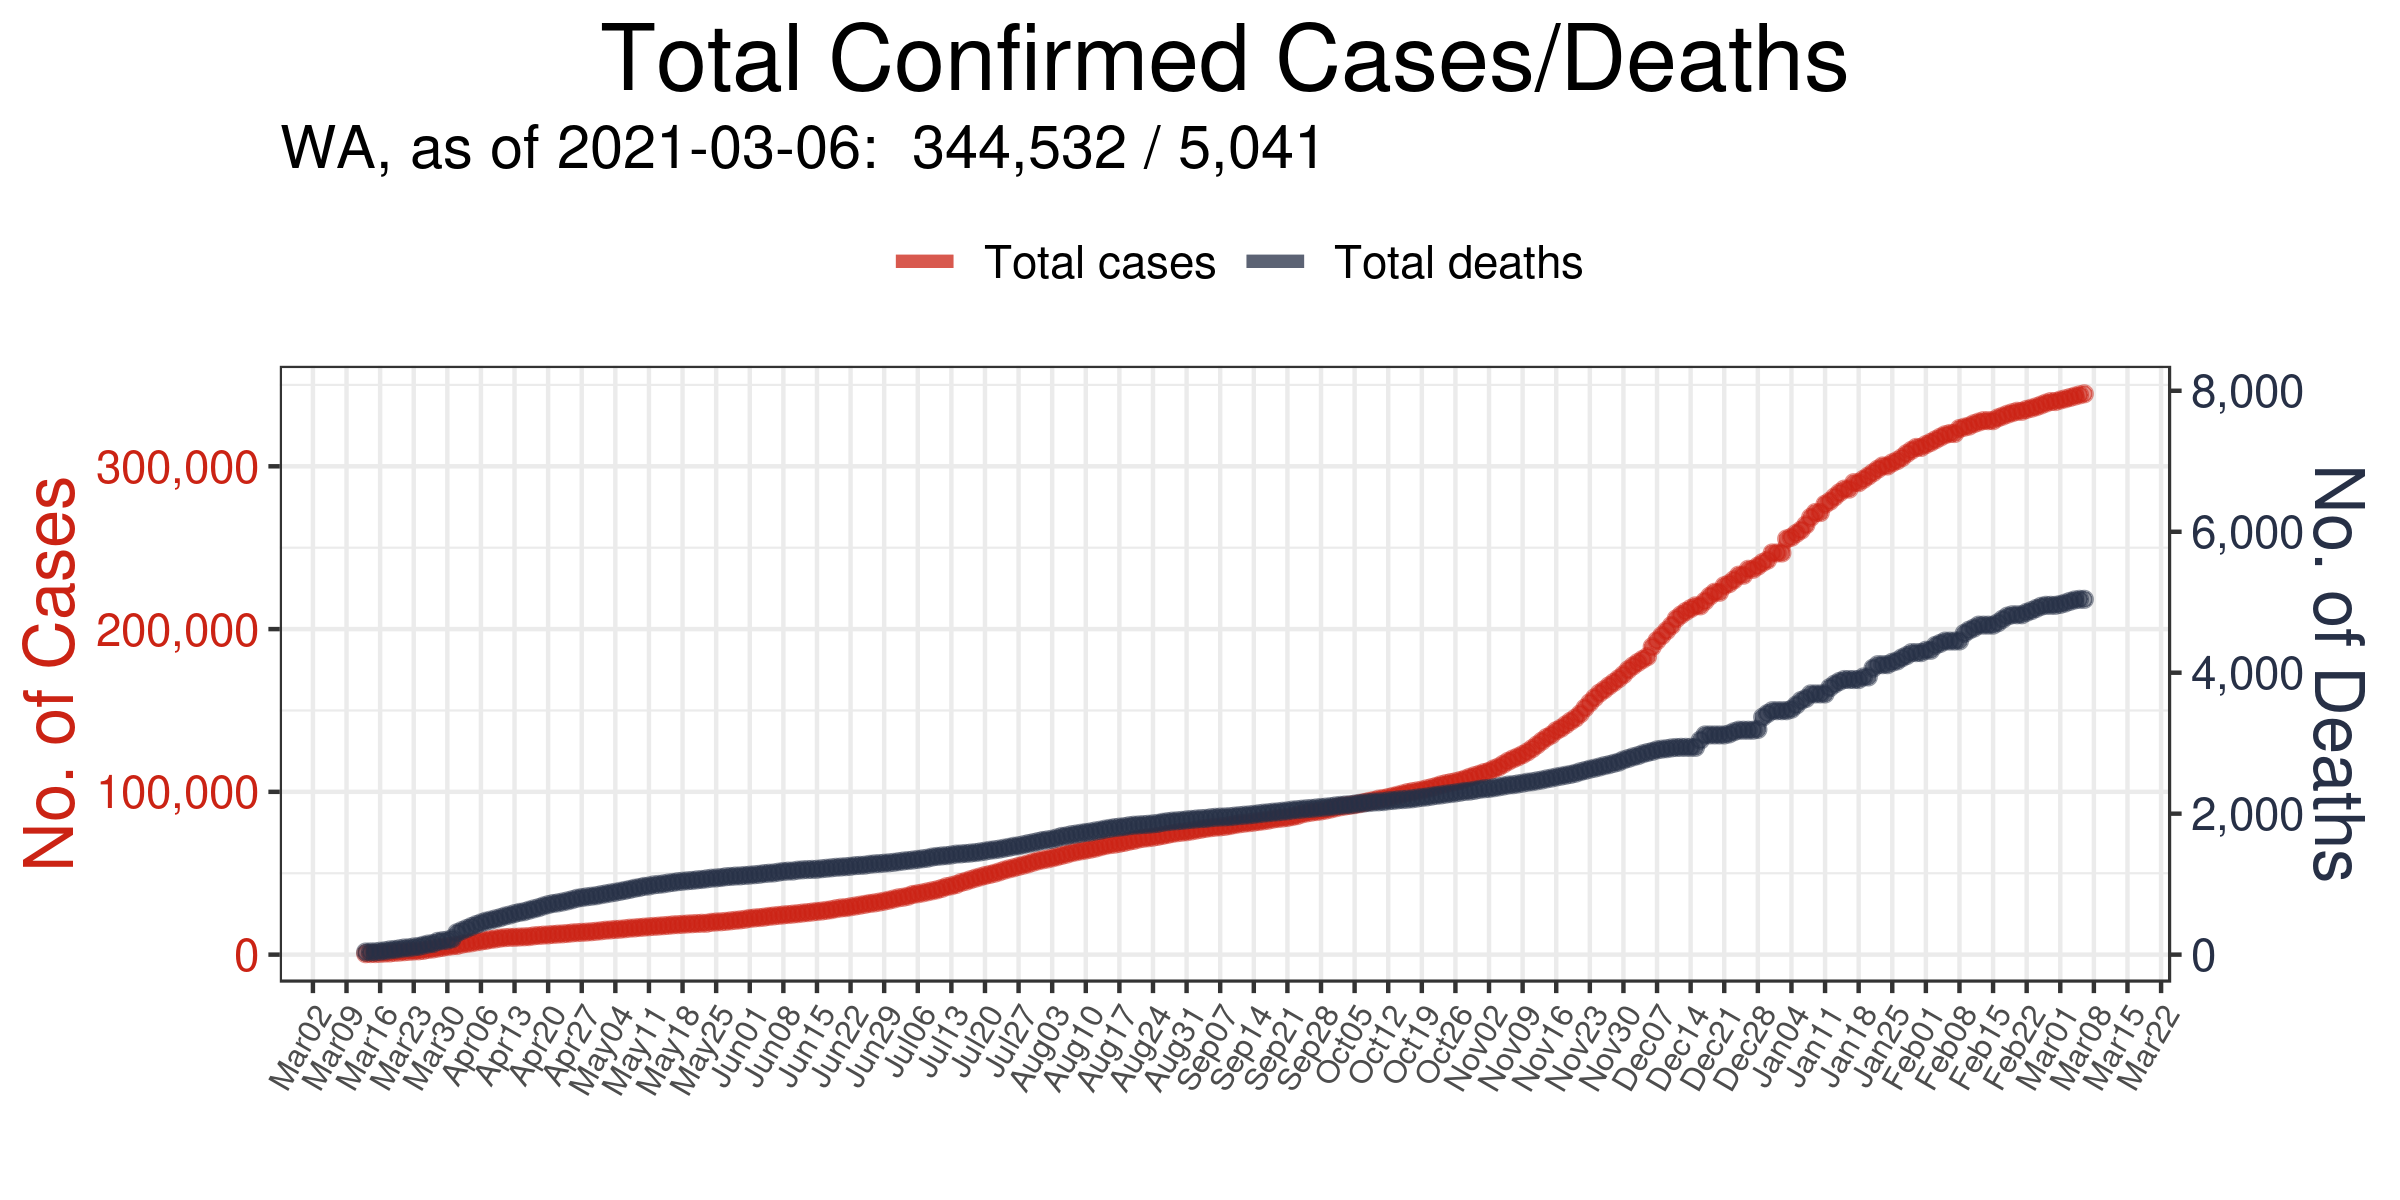 Total Confirmed Cases/Deaths
WA, as of 2021-03-06:  344,532 / 5,041
Total cases
Total deaths
No. of Cases
300,000
200,000
100,000
0
8,000
6,000
4,000
2,000
0
No. of Deaths
Mar02
Mar09
Mar16
Mar23
Mar30
Apr06
Apr13
Apr20
Apr27
May04
May11
May18
May25
Jun01
Jun08
Jun15
Jun22
Jun29
Jul06
Jul13
Jul20
Jul27
Aug03
Aug10
Aug17
Aug24
Aug31
Sep07
Sep14
Sep21
Sep28
Oct05
Oct12
Oct19
Oct26
Nov02
Nov09
Nov16
Nov23
Nov30
Dec07
Dec14
Dec21
Dec28
Jan04
Jan11
Jan18
Jan25
Feb01
Feb08
Feb15
Feb22
Mar01
Mar08
Mar15
Mar22